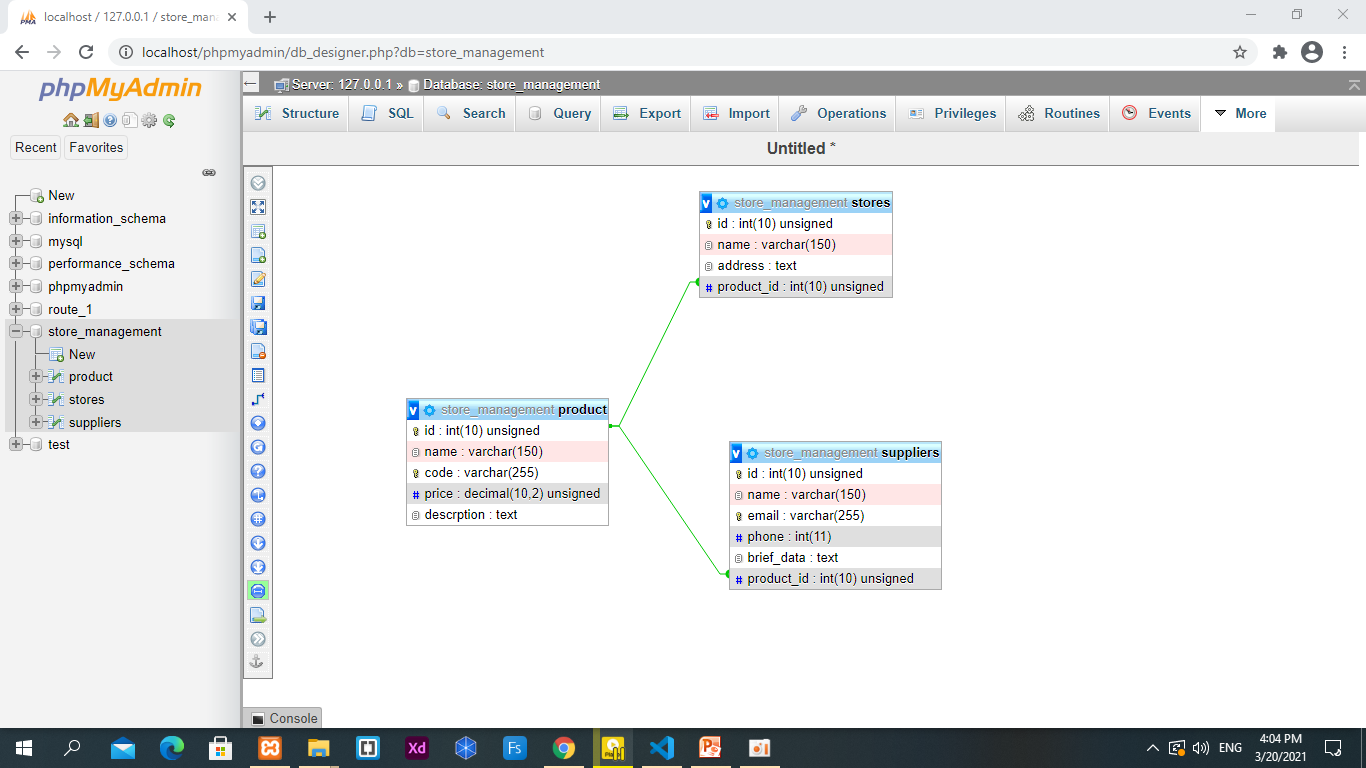 localhost / 127.0.0.1 / store_man
localhost/phpmyadmin/db_designer.php?db=store_management
phpMyAdmin
Server: 127.0.0.1 » Database: store_management
Structure SQL Search Query Export Import Operations Privileges Routines Events More
Recent Favorites
Untitled *
New
information_schema
mysql
performance_schema
phpmyadmin
route_1
store_management
New
product
stores
suppliers
test
v store_management stores
id : int(10) unsigned
name : varchar(150)
address : text
# product_id : int(10) unsigned
v store_management product
id : int(10) unsigned
name : varchar(150)
code : varchar(255)
# price : decimal(10,2) unsigned
descrption : text
v store_management suppliers
id : int(10) unsigned
name : varchar(150)
email : varchar(255)
# phone : int(11)
brief_data : text
# product_id : int(10) unsigned
Console
Xd
Fs
ENG
4:04 PM
3/20/2021